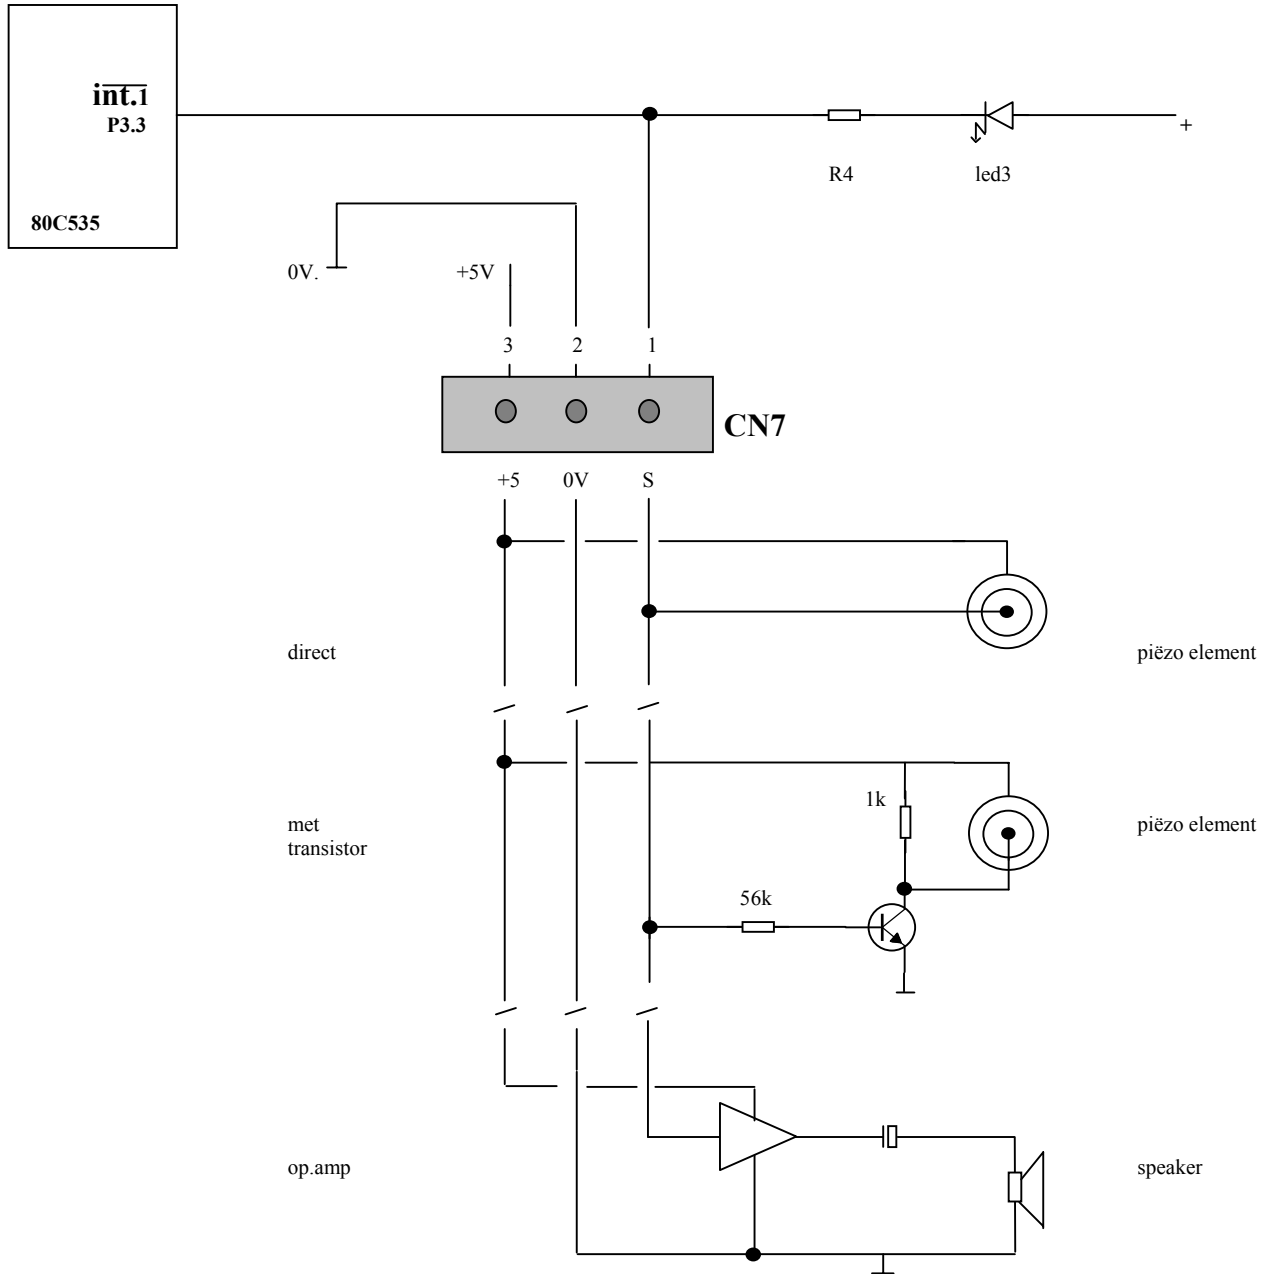 int.1
P3.3
80C535
+
R4
led3
0V.
+5V
3
2
1
CN7
+5
0V
S
direct
piëzo element
1k
met
transistor
piëzo element
56k
op.amp
speaker